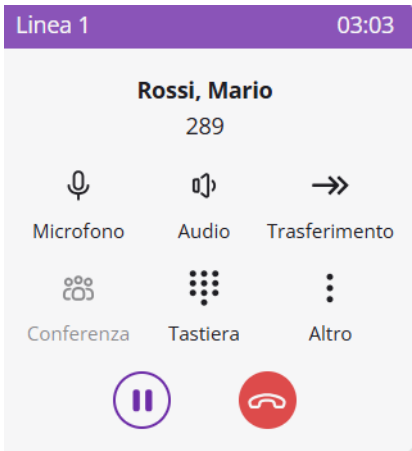 Linea 1 03:03
Rossi, Mario
289
Microfono Audio Trasferimento
Conferenza Tastiera Altro